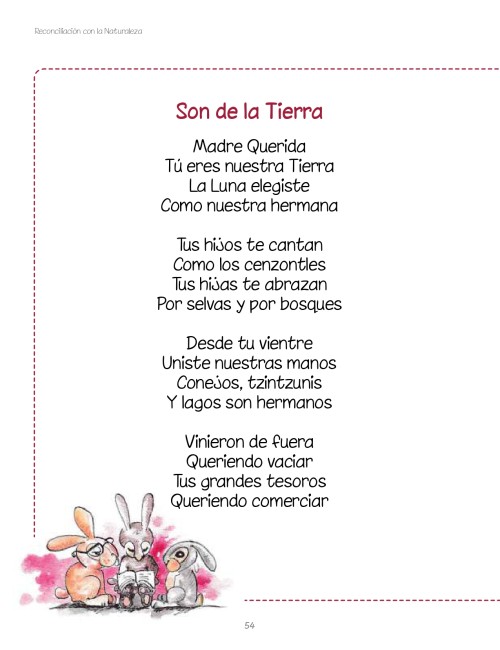 Reconciliación con la Naturaleza
Son de la Tierra
Madre Querida
Tú eres nuestra Tierra
La Luna elegiste
Como nuestra hermana
Tus hijos te cantan
Como los cenzontles
Tus hijas te abrazan
Por selvas y por bosques
Desde tu vientre
Uniste nuestras manos
Conejos, tzintzunis
Y lagos son hermanos
Vinieron de fuera
Queriendo vaciar
Tus grandes tesoros
Queriendo comerciar
54